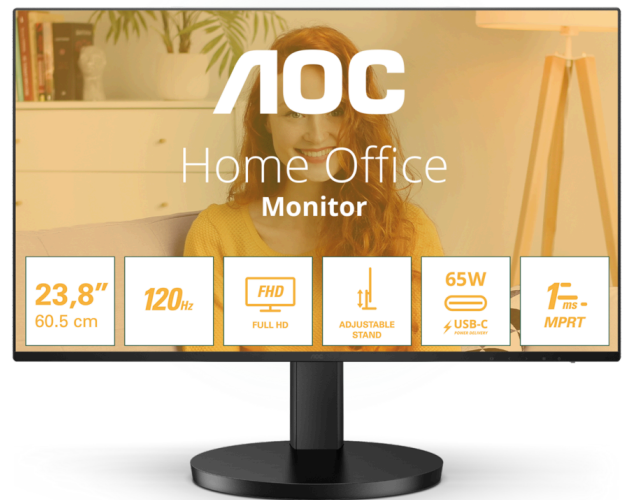 AOC
Home Office
Monitor
23,8”
60.5 cm
120Hz
FHD
FULL HD
ADJUSTABLE
STAND
65W
USB-C
POWER DELIVERY
1ms
MPRT